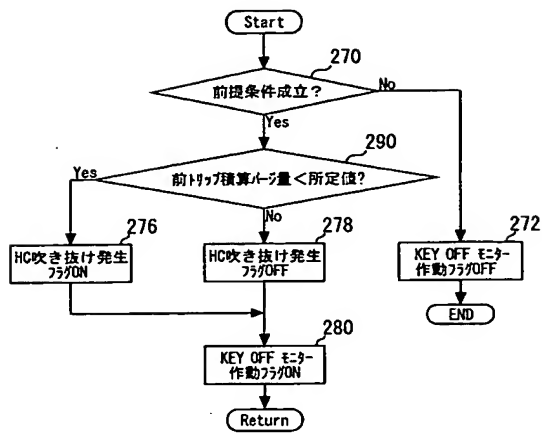 Start
270
前提条件成立？
No
Yes
290
前ﾄﾘｯﾌﾟ積算ﾊﾟｰｼﾞ量＜所定値?
Yes
No
276
HC吹き抜け発生
ﾌﾗｸﾞON
278
HC吹き抜け発生
ﾌﾗｸﾞOFF
272
KEY OFF ﾓﾆﾀｰ
作動ﾌﾗｸﾞOFF
END
280
KEY OFF ﾓﾆﾀｰ
作動ﾌﾗｸﾞON
Return